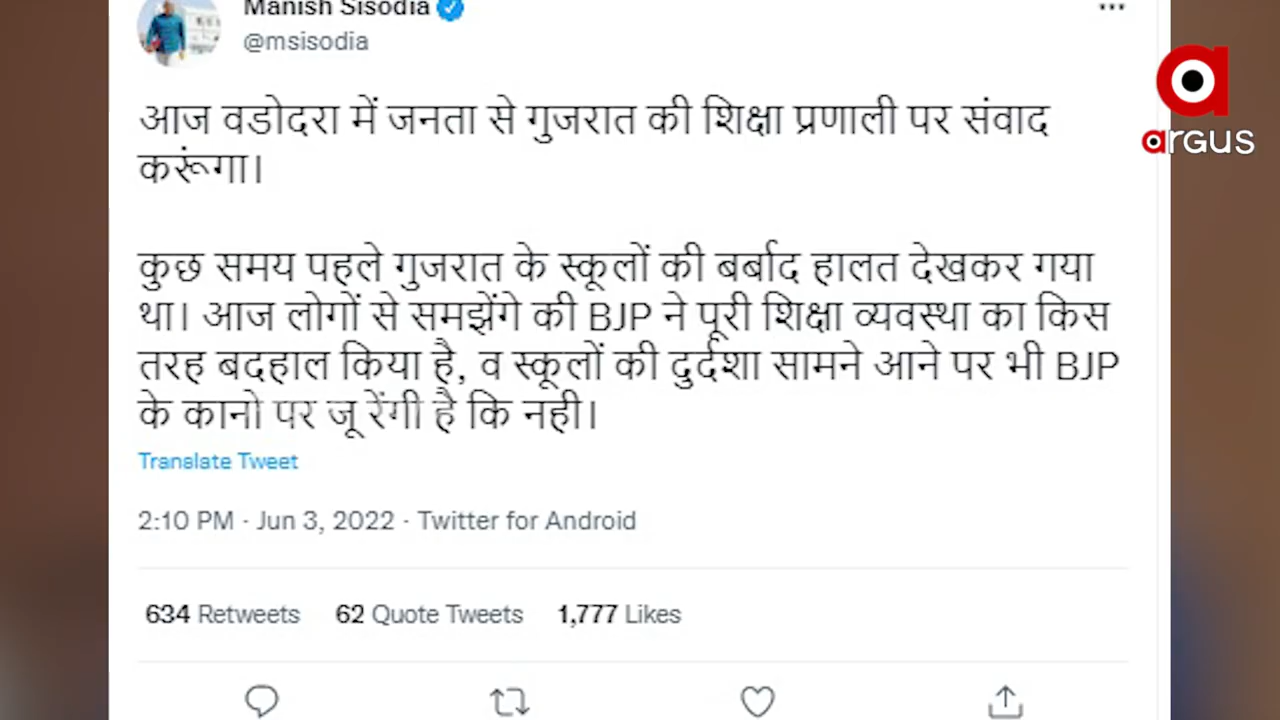 Manish Sisodia
@msisodia
argus
आज वडोदरा में जनता से गुजरात की शिक्षा प्रणाली पर संवाद
करूंगा।
कुछ समय पहले गुजरात के स्कूलों की बर्बाद हालत देखकर गया
था। आज लोगों से समझेंगे की BJP ने पूरी शिक्षा व्यवस्था का किस
तरह बदहाल किया है, व स्कूलों की दुर्दशा सामने आने पर भी BJP
के कानो पर जू रेंगी है कि नही।
Translate Tweet
2:10 PM · Jun 3, 2022 · Twitter for Android
634 Retweets 62 Quote Tweets 1,777 Likes